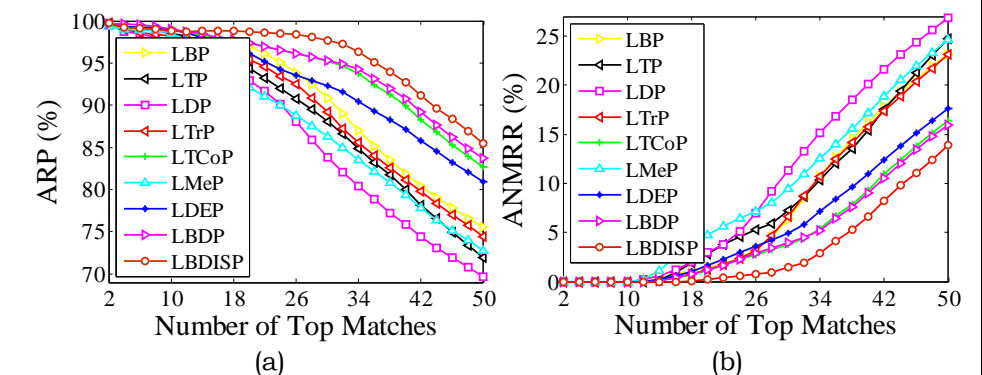 ARP (%)
100
95
90
85
80
75
70
LBP
LTP
LDP
LTrP
LTCoP
LMeP
LDEP
LBDP
LBDISP
2 10 18 26 34 42 50
Number of Top Matches
(a)
ANMRR (%)
25
20
15
10
5
0
LBP
LTP
LDP
LTrP
LTCoP
LMeP
LDEP
LBDP
LBDISP
2 10 18 26 34 42 50
Number of Top Matches
(b)